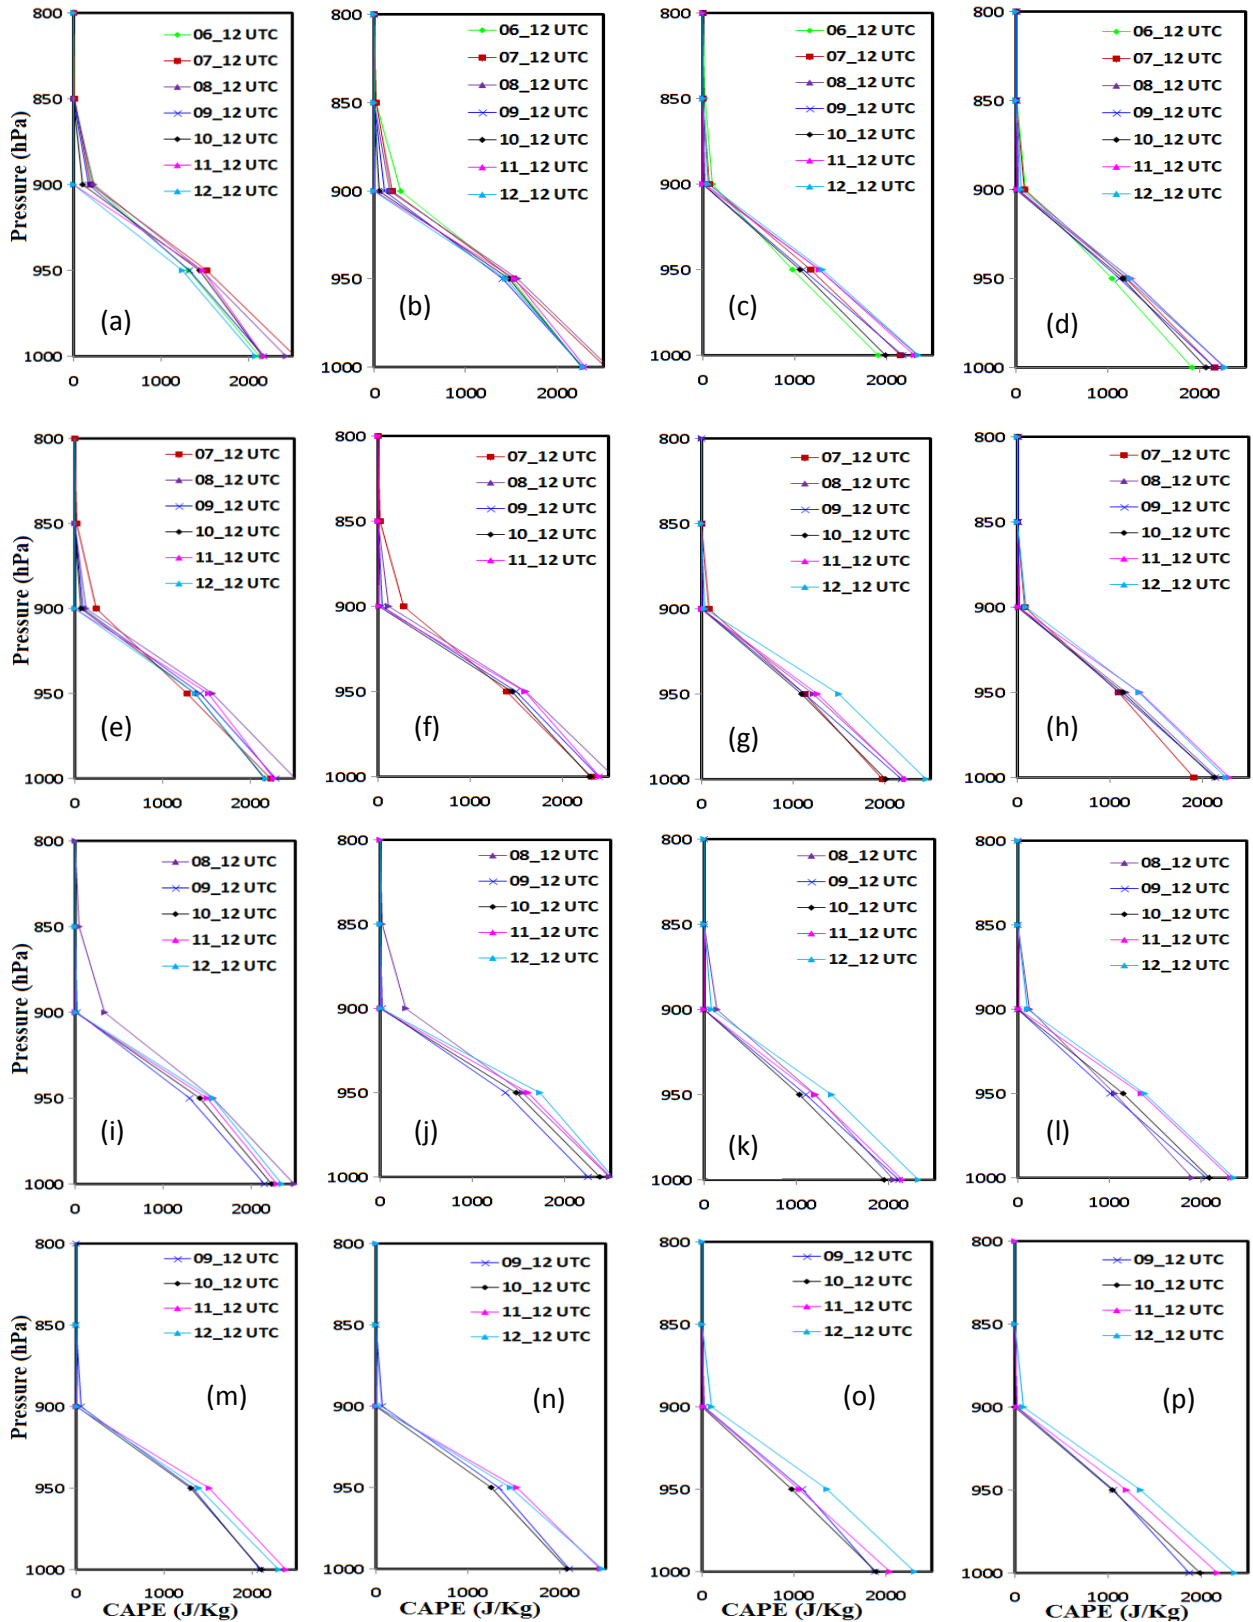 800
850
900
950
1000
0
1000
2000
Pressure (hPa)
06_12 UTC
07_12 UTC
08_12 UTC
09_12 UTC
10_12 UTC
11_12 UTC
12_12 UTC
(a)
800
850
900
950
1000
0
1000
2000
06_12 UTC
07_12 UTC
08_12 UTC
09_12 UTC
10_12 UTC
11_12 UTC
12_12 UTC
(b)
800
850
900
950
1000
0
1000
2000
06_12 UTC
07_12 UTC
08_12 UTC
09_12 UTC
10_12 UTC
11_12 UTC
12_12 UTC
(c)
800
850
900
950
1000
0
1000
2000
06_12 UTC
07_12 UTC
08_12 UTC
09_12 UTC
10_12 UTC
11_12 UTC
12_12 UTC
(d)
800
850
900
950
1000
0
1000
2000
Pressure (hPa)
07_12 UTC
08_12 UTC
09_12 UTC
10_12 UTC
11_12 UTC
12_12 UTC
(e)
800
850
900
950
1000
0
1000
2000
07_12 UTC
08_12 UTC
09_12 UTC
10_12 UTC
11_12 UTC
(f)
800
850
900
950
1000
0
1000
2000
07_12 UTC
08_12 UTC
09_12 UTC
10_12 UTC
11_12 UTC
12_12 UTC
(g)
800
850
900
950
1000
0
1000
2000
07_12 UTC
08_12 UTC
09_12 UTC
10_12 UTC
11_12 UTC
12_12 UTC
(h)
800
850
900
950
1000
0
1000
2000
Pressure (hPa)
08_12 UTC
09_12 UTC
10_12 UTC
11_12 UTC
12_12 UTC
(i)
800
850
900
950
1000
0
1000
2000
08_12 UTC
09_12 UTC
10_12 UTC
11_12 UTC
12_12 UTC
(j)
800
850
900
950
1000
0
1000
2000
08_12 UTC
09_12 UTC
10_12 UTC
11_12 UTC
12_12 UTC
(k)
800
850
900
950
1000
0
1000
2000
08_12 UTC
09_12 UTC
10_12 UTC
11_12 UTC
12_12 UTC
(l)
800
850
900
950
1000
0
1000
2000
Pressure (hPa)
CAPE (J/Kg)
09_12 UTC
10_12 UTC
11_12 UTC
12_12 UTC
(m)
800
850
900
950
1000
0
1000
2000
CAPE (J/Kg)
09_12 UTC
10_12 UTC
11_12 UTC
12_12 UTC
(n)
800
850
900
950
1000
0
1000
2000
CAPE (J/Kg)
09_12 UTC
10_12 UTC
11_12 UTC
12_12 UTC
(o)
800
850
900
950
1000
0
1000
2000
CAPE (J/Kg)
09_12 UTC
10_12 UTC
11_12 UTC
12_12 UTC
(p)